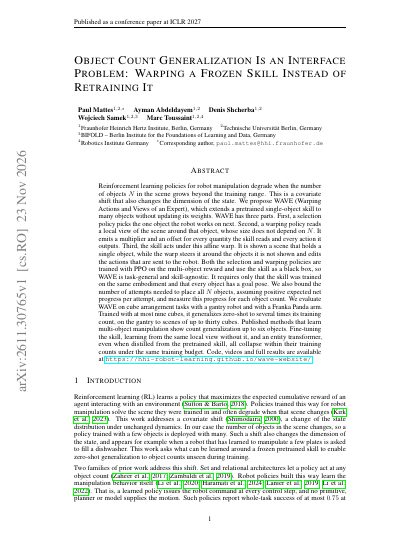 Published as a conference paper at ICLR 2027
OBJECT COUNT GENERALIZATION IS AN INTERFACE
PROBLEM: WARPING A FROZEN SKILL INSTEAD OF
RETRAINING IT
Paul Mattes1,2,∗ Ayman Abdeldayem1,2 Denis Shcherba1,2
Wojciech Samek1,2,3 Marc Toussaint1,2,4
1Fraunhofer Heinrich Hertz Institute, Berlin, Germany 2Technische Universität Berlin, Germany
3BIFOLD – Berlin Institute for the Foundations of Learning and Data, Germany
4Robotics Institute Germany ∗Corresponding author, paul.mattes@hhi.fraunhofer.de
ABSTRACT
Reinforcement learning policies for robot manipulation degrade when the number
of objects N in the scene grows beyond the training range. This is a covariate
shift that also changes the dimension of the state. We propose WAVE (Warping
Actions and Views of an Expert), which extends a pretrained single-object skill to
many objects without updating its weights. WAVE has three parts. First, a selection
policy picks the one object the robot works on next. Second, a warping policy reads
a local view of the scene around that object, whose size does not depend on N. It
emits a multiplier and an offset for every quantity the skill reads and every action it
outputs. Third, the skill acts under this affine warp. It is shown a scene that holds a
single object, while the warp steers it around the objects it is not shown and edits
the actions that are sent to the robot. Both the selection and warping policies are
trained with PPO on the multi-object reward and use the skill as a black box, so
WAVE is task-general and skill-agnostic. It requires only that the skill was trained
on the same embodiment and that every object has a goal pose. We also bound the
number of attempts needed to place all N objects, assuming positive expected net
progress per attempt, and measure this progress for each object count. We evaluate
WAVE on cube arrangement tasks with a gantry robot and with a Franka Panda arm.
Trained with at most nine cubes, it generalizes zero-shot to several times its training
count, on the gantry to scenes of up to thirty cubes. Published methods that learn
multi-object manipulation show count generalization up to six objects. Fine-tuning
the skill, learning from the same local view without it, and an entity transformer,
even when distilled from the pretrained skill, all collapse within their training
counts under the same training budget. Code, videos and full results are available
at https://hhi-robot-learning.github.io/wave-website/.
1 INTRODUCTION
Reinforcement learning (RL) learns a policy that maximizes the expected cumulative reward of an
agent interacting with an environment (Sutton & Barto, 2018). Policies trained this way for robot
manipulation solve the scene they were trained in and often degrade when that scene changes (Kirk
et al., 2023). This work addresses a covariate shift (Shimodaira, 2000), a change of the state
distribution under unchanged dynamics. In our case the number of objects in the scene changes, so
a policy trained with few objects is deployed with many. Such a shift also changes the dimension of
the state, and appears for example when a robot that has learned to manipulate a few plates is asked
to fill a dishwasher. This work asks what can be learned around a frozen pretrained skill to enable
zero-shot generalization to object counts unseen during training.
Two families of prior work address this shift. Set and relational architectures let a policy act at any
object count (Zaheer et al., 2017; Zambaldi et al., 2019). Robot policies built this way learn the
manipulation behavior itself (Li et al., 2020; Haramati et al., 2024; Lanier et al., 2019; Li et al.,
2022). That is, a learned policy issues the robot command at every control step, and no primitive,
planner or model supplies the motion. Such policies report whole-task success of at most 0.75 at
1
arXiv:2611.30765v1 [cs.RO] 23 Nov 2026